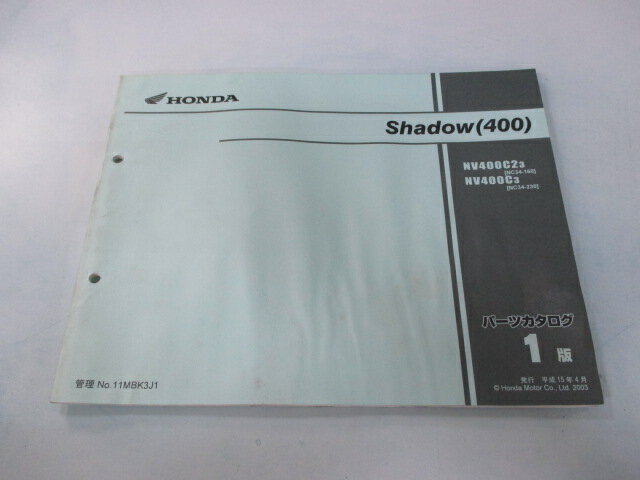 HONDA
Shadow(400)
NV400C23
[NC34-160]
NV400C3
[NC34-230]
パーツカタログ
1 版
発行 平成15年4月
© Honda Motor Co., Ltd. 2003
管理 No.11MBK3J1